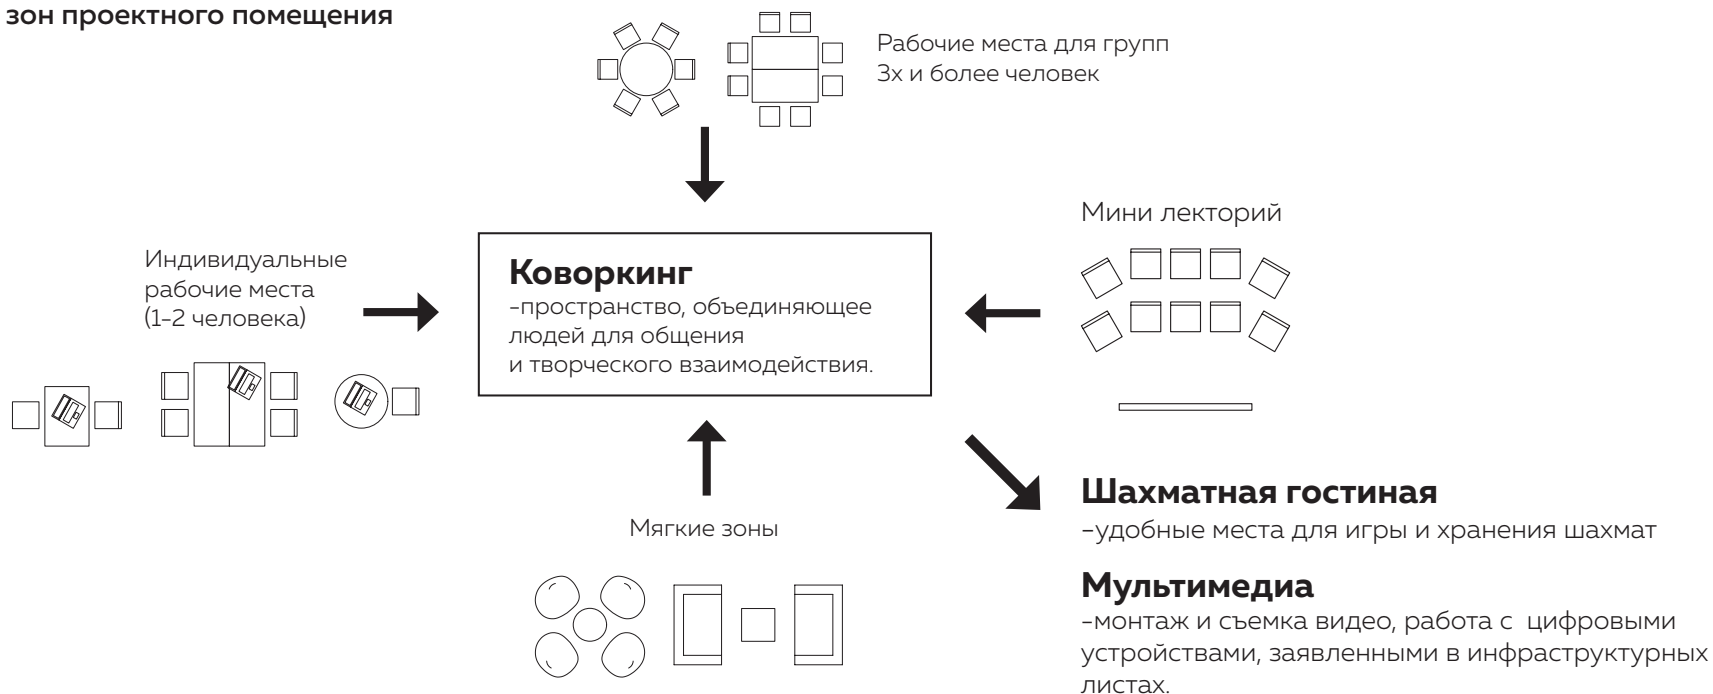 зон проектного помещения
Рабочие места для групп
3х и более человек
Мини лекторий
Индивидуальные
рабочие места
(1-2 человека)
Коворкинг
-пространство, объединяющее
людей для общения
и творческого взаимодействия.
Мягкие зоны
Шахматная гостиная
-удобные места для игры и хранения шахмат
Мультимедиа
-монтаж и съемка видео, работа с цифровыми
устройствами, заявленными в инфраструктурных
листах.